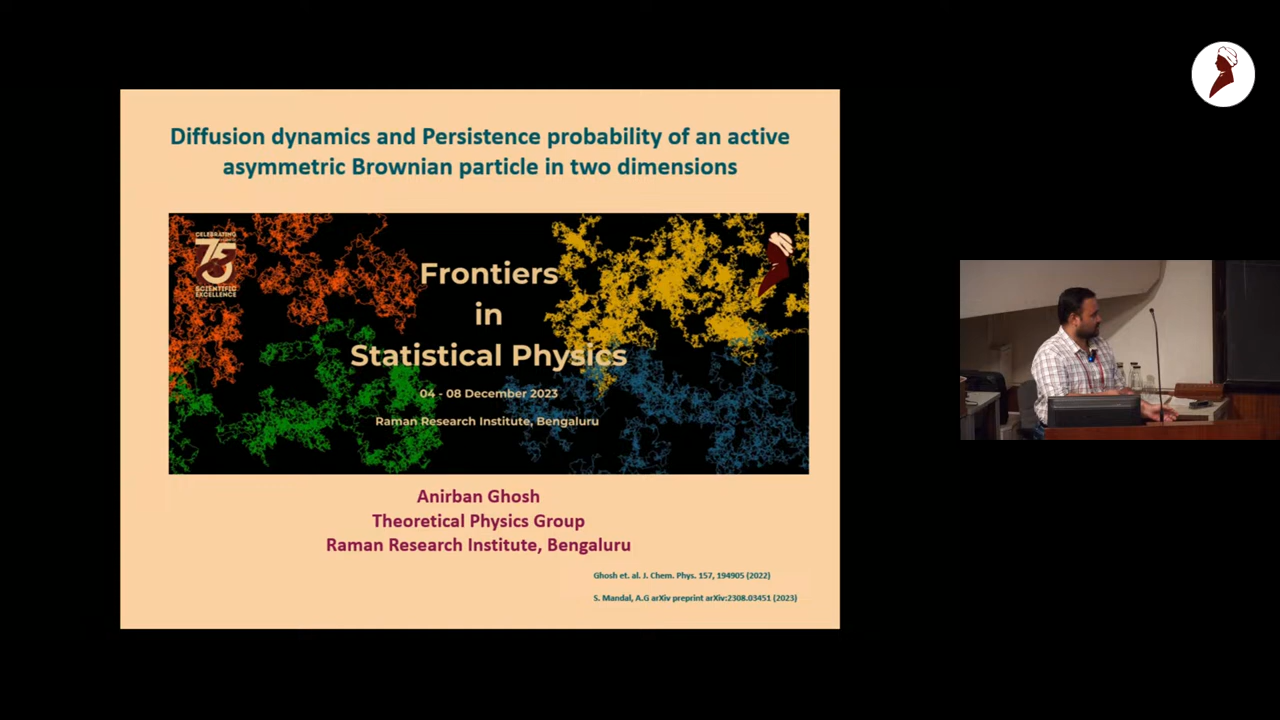 Diffusion dynamics and Persistence probability of an active
asymmetric Brownian particle in two dimensions
CELEBRATING
75
SCIENTIFIC
EXCELLENCE
Frontiers
in
Statistical Physics
04 - 08 December 2023
Raman Research Institute, Bengaluru
Anirban Ghosh
Theoretical Physics Group
Raman Research Institute, Bengaluru
Ghosh et. al. J. Chem. Phys. 157, 194905 (2022)
S. Mandal, A.G arXiv preprint arXiv:2308.03451 (2023)